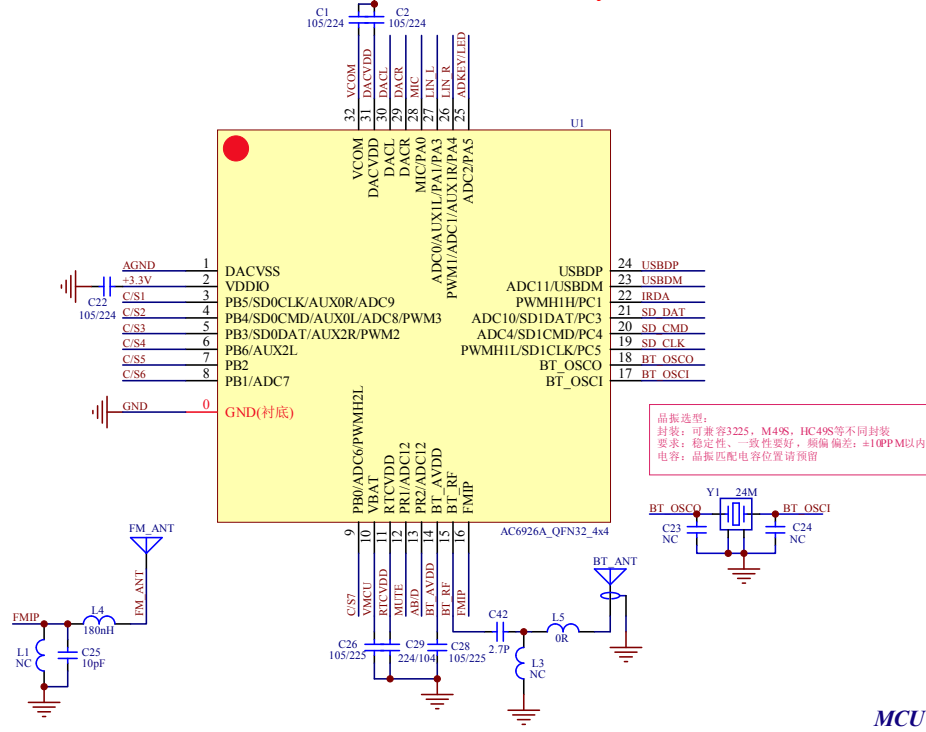 C1
105/224
C2
105/224
VCOM
DACVDD
DACL
DACR
MIC
LIN_L
LIN_R
ADKEY/LED
32
31
30
29
28
27
26
25
U1
VCOM
DACVDD
DACL
DACR
MIC/PA0
ADC0/AUX1L/PA1/PA3
PWM1/ADC1/AUX1R/PA4
ADC2/PA5
AGND 1 DACVSS
+3.3V 2 VDDIO
C/S1 3 PB5/SD0CLK/AUX0R/ADC9
C/S2 4 PB4/SD0CMD/AUX0L/ADC8/PWM3
C/S3 5 PB3/SD0DAT/AUX2R/PWM2
C/S4 6 PB6/AUX2L
C/S5 7 PB2
C/S6 8 PB1/ADC7
GND 0 GND(衬底)
C22
105/224
USBDP 24 USBDP
ADC11/USBDM 23 USBDM
PWMH1H/PC1 22 IRDA
ADC10/SD1DAT/PC3 21 SD_DAT
ADC4/SD1CMD/PC4 20 SD_CMD
PWMH1L/SD1CLK/PC5 19 SD_CLK
BT_OSCO 18 BT_OSCO
BT_OSCI 17 BT_OSCI
PB0/ADC6/PWMH2L
VBAT
RTCVDD
PR1/ADC12
PR2/ADC12
BT_AVDD
BT_RF
FMIP
9
10
11
12
13
14
15
16
AC6926A_QFN32_4x4
C/S7
VMCU
RTCVDD
MUTE
AB/D
BT_AVDD
BT_RF
FMIP
晶振选型:
封装: 可兼容3225, M49S, HC49S等不同封装
要求: 稳定性、一致性要好, 频偏偏差: ±10PPM以内
电容: 晶振匹配电容位置请预留
Y1 24M
BT_OSCO BT_OSCI
C23
NC
C24
NC
FM_ANT
FM_ANT
FMIP
L4
180nH
L1
NC
C25
10pF
C26
105/225
C29
224/104
C28
105/225
C42
2.7P
L5
0R
L3
NC
BT_ANT
MCU